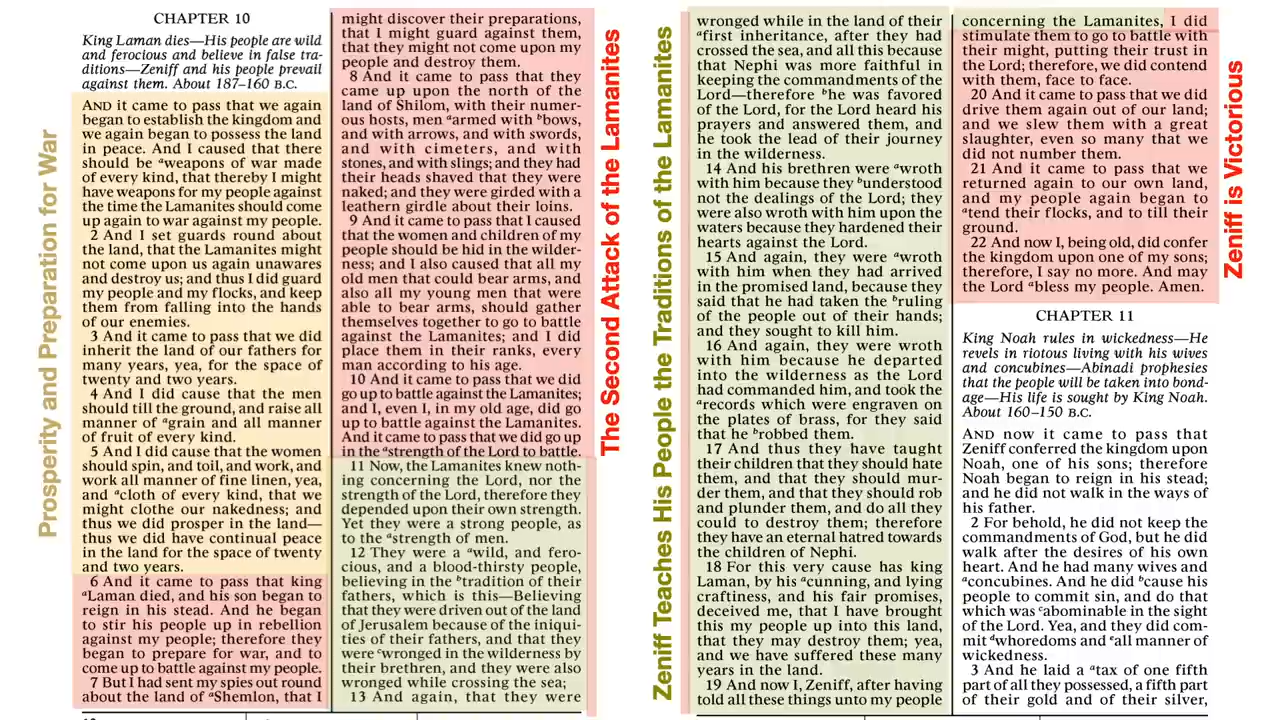 Prosperity and Preparation for War
CHAPTER 10
King Laman dies—His people are wild
and ferocious and believe in false tra-
ditions—Zeniff and his people prevail
against them. About 187–160 B.C.
AND it came to pass that we again
began to establish the kingdom and
we again began to possess the land
in peace. And I caused that there
should be ᵃweapons of war made
of every kind, that thereby I might
have weapons for my people against
the time the Lamanites should come
up again to war against my people.
2 And I set guards round about
the land, that the Lamanites might
not come upon us again unawares
and destroy us; and thus I did guard
my people and my flocks, and keep
them from falling into the hands
of our enemies.
3 And it came to pass that we did
inherit the land of our fathers for
many years, yea, for the space of
twenty and two years.
4 And I did cause that the men
should till the ground, and raise all
manner of ᵃgrain and all manner
of fruit of every kind.
5 And I did cause that the women
should spin, and toil, and work, and
work all manner of fine linen, yea,
and ᵃcloth of every kind, that we
might clothe our nakedness; and
thus we did prosper in the land—
thus we did have continual peace
in the land for the space of twenty
and two years.
6 And it came to pass that king
ᵃLaman died, and his son began to
reign in his stead. And he began
to stir his people up in rebellion
against my people; therefore they
began to prepare for war, and to
come up to battle against my people.
7 But I had sent my spies out round
about the land of ᵃShemlon, that I
might discover their preparations,
that I might guard against them,
that they might not come upon my
people and destroy them.
8 And it came to pass that they
came up upon the north of the
land of Shilom, with their numer-
ous hosts, men ᵃarmed with ᵇbows,
and with arrows, and with swords,
and with cimeters, and with
stones, and with slings; and they had
their heads shaved that they were
naked; and they were girded with a
leathern girdle about their loins.
9 And it came to pass that I caused
that the women and children of my
people should be hid in the wilder-
ness; and I also caused that all my
old men that could bear arms, and
also all my young men that were
able to bear arms, should gather
themselves together to go to battle
against the Lamanites; and I did
place them in their ranks, every
man according to his age.
10 And it came to pass that we did
go up to battle against the Lamanites;
and I, even I, in my old age, did go
up to battle against the Lamanites.
And it came to pass that we did go up
in the ᵃstrength of the Lord to battle.
11 Now, the Lamanites knew noth-
ing concerning the Lord, nor the
strength of the Lord, therefore they
depended upon their own strength.
Yet they were a strong people, as
to the ᵃstrength of men.
12 They were a ᵃwild, and fero-
cious, and a blood-thirsty people,
believing in the ᵇtradition of their
fathers, which is this—Believing
that they were driven out of the land
of Jerusalem because of the iniqui-
ties of their fathers, and that they
were ᶜwronged in the wilderness by
their brethren, and they were also
wronged while crossing the sea;
13 And again, that they were
The Second Attack of the Lamanites
Zeniff Teaches His People the Traditions of the Lamanites
wronged while in the land of their
ᵃfirst inheritance, after they had
crossed the sea, and all this because
that Nephi was more faithful in
keeping the commandments of the
Lord—therefore ᵇhe was favored
of the Lord, for the Lord heard his
prayers and answered them, and
he took the lead of their journey
in the wilderness.
14 And his brethren were ᵃwroth
with him because they ᵇunderstood
not the dealings of the Lord; they
were also wroth with him upon the
waters because they hardened their
hearts against the Lord.
15 And again, they were ᵃwroth
with him when they had arrived
in the promised land, because they
said that he had taken the ᵇruling
of the people out of their hands;
and they sought to kill him.
16 And again, they were wroth
with him because he departed
into the wilderness as the Lord
had commanded him, and took the
ᵃrecords which were engraven on
the plates of brass, for they said
that he ᵇrobbed them.
17 And thus they have taught
their children that they should hate
them, and that they should mur-
der them, and that they should rob
and plunder them, and do all they
could to destroy them; therefore
they have an eternal hatred towards
the children of Nephi.
18 For this very cause has king
Laman, by his ᵃcunning, and lying
craftiness, and his fair promises,
deceived me, that I have brought
this my people up into this land,
that they may destroy them; yea,
and we have suffered these many
years in the land.
19 And now I, Zeniff, after having
told all these things unto my people
concerning the Lamanites, I did
stimulate them to go to battle with
their might, putting their trust in
the Lord; therefore, we did contend
with them, face to face.
20 And it came to pass that we did
drive them again out of our land;
and we slew them with a great
slaughter, even so many that we
did not number them.
21 And it came to pass that we
returned again to our own land,
and my people again began to
ᵃtend their flocks, and to till their
ground.
22 And now I, being old, did confer
the kingdom upon one of my sons;
therefore, I say no more. And may
the Lord ᵃbless my people. Amen.
Zeniff is Victorious
CHAPTER 11
King Noah rules in wickedness—He
revels in riotous living with his wives
and concubines—Abinadi prophesies
that the people will be taken into bond-
age—His life is sought by King Noah.
About 160–150 B.C.
AND now it came to pass that
Zeniff conferred the kingdom upon
Noah, one of his sons; therefore
Noah began to reign in his stead;
and he did not walk in the ways of
his father.
2 For behold, he did not keep the
commandments of God, but he did
walk after the desires of his own
heart. And he had many wives and
ᵃconcubines. And he did ᵇcause his
people to commit sin, and do that
which was ᶜabominable in the sight
of the Lord. Yea, and they did com-
mit ᵈwhoredoms and ᵉall manner of
wickedness.
3 And he laid a ᵃtax of one fifth
part of all they possessed, a fifth part
of their gold and of their silver,